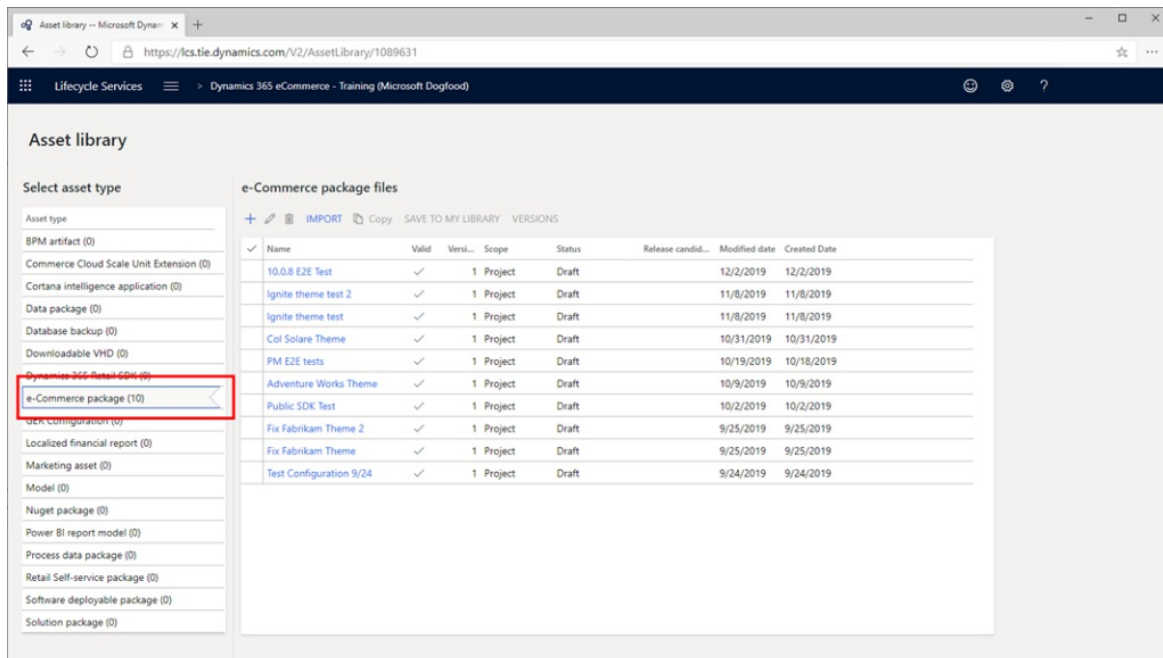 Asset library -- Microsoft Dynam
https://lcs.tie.dynamics.com/V2/AssetLibrary/1089631
Lifecycle Services > Dynamics 365 eCommerce - Training (Microsoft Dogfood) ?
Asset library
Select asset type
Asset type
BPM artifact (0)
Commerce Cloud Scale Unit Extension (0)
Cortana intelligence application (0)
Data package (0)
Database backup (0)
Downloadable VHD (0)
Dynamics 365 Retail SDK (0)
e-Commerce package (10)
GER Configuration (0)
Localized financial report (0)
Marketing asset (0)
Model (0)
Nuget package (0)
Power BI report model (0)
Process data package (0)
Retail Self-service package (0)
Software deployable package (0)
Solution package (0)
e-Commerce package files
IMPORT Copy SAVE TO MY LIBRARY VERSIONS
Name Valid Versi... Scope Status Release candid... Modified date Created Date
10.0.8 E2E Test 1 Project Draft 12/2/2019 12/2/2019
Ignite theme test 2 1 Project Draft 11/8/2019 11/8/2019
Ignite theme test 1 Project Draft 11/8/2019 11/8/2019
Col Solare Theme 1 Project Draft 10/31/2019 10/31/2019
PM E2E tests 1 Project Draft 10/19/2019 10/18/2019
Adventure Works Theme 1 Project Draft 10/9/2019 10/9/2019
Public SDK Test 1 Project Draft 10/2/2019 10/2/2019
Fix Fabrikam Theme 2 1 Project Draft 9/25/2019 9/25/2019
Fix Fabrikam Theme 1 Project Draft 9/25/2019 9/25/2019
Test Configuration 9/24 1 Project Draft 9/24/2019 9/24/2019